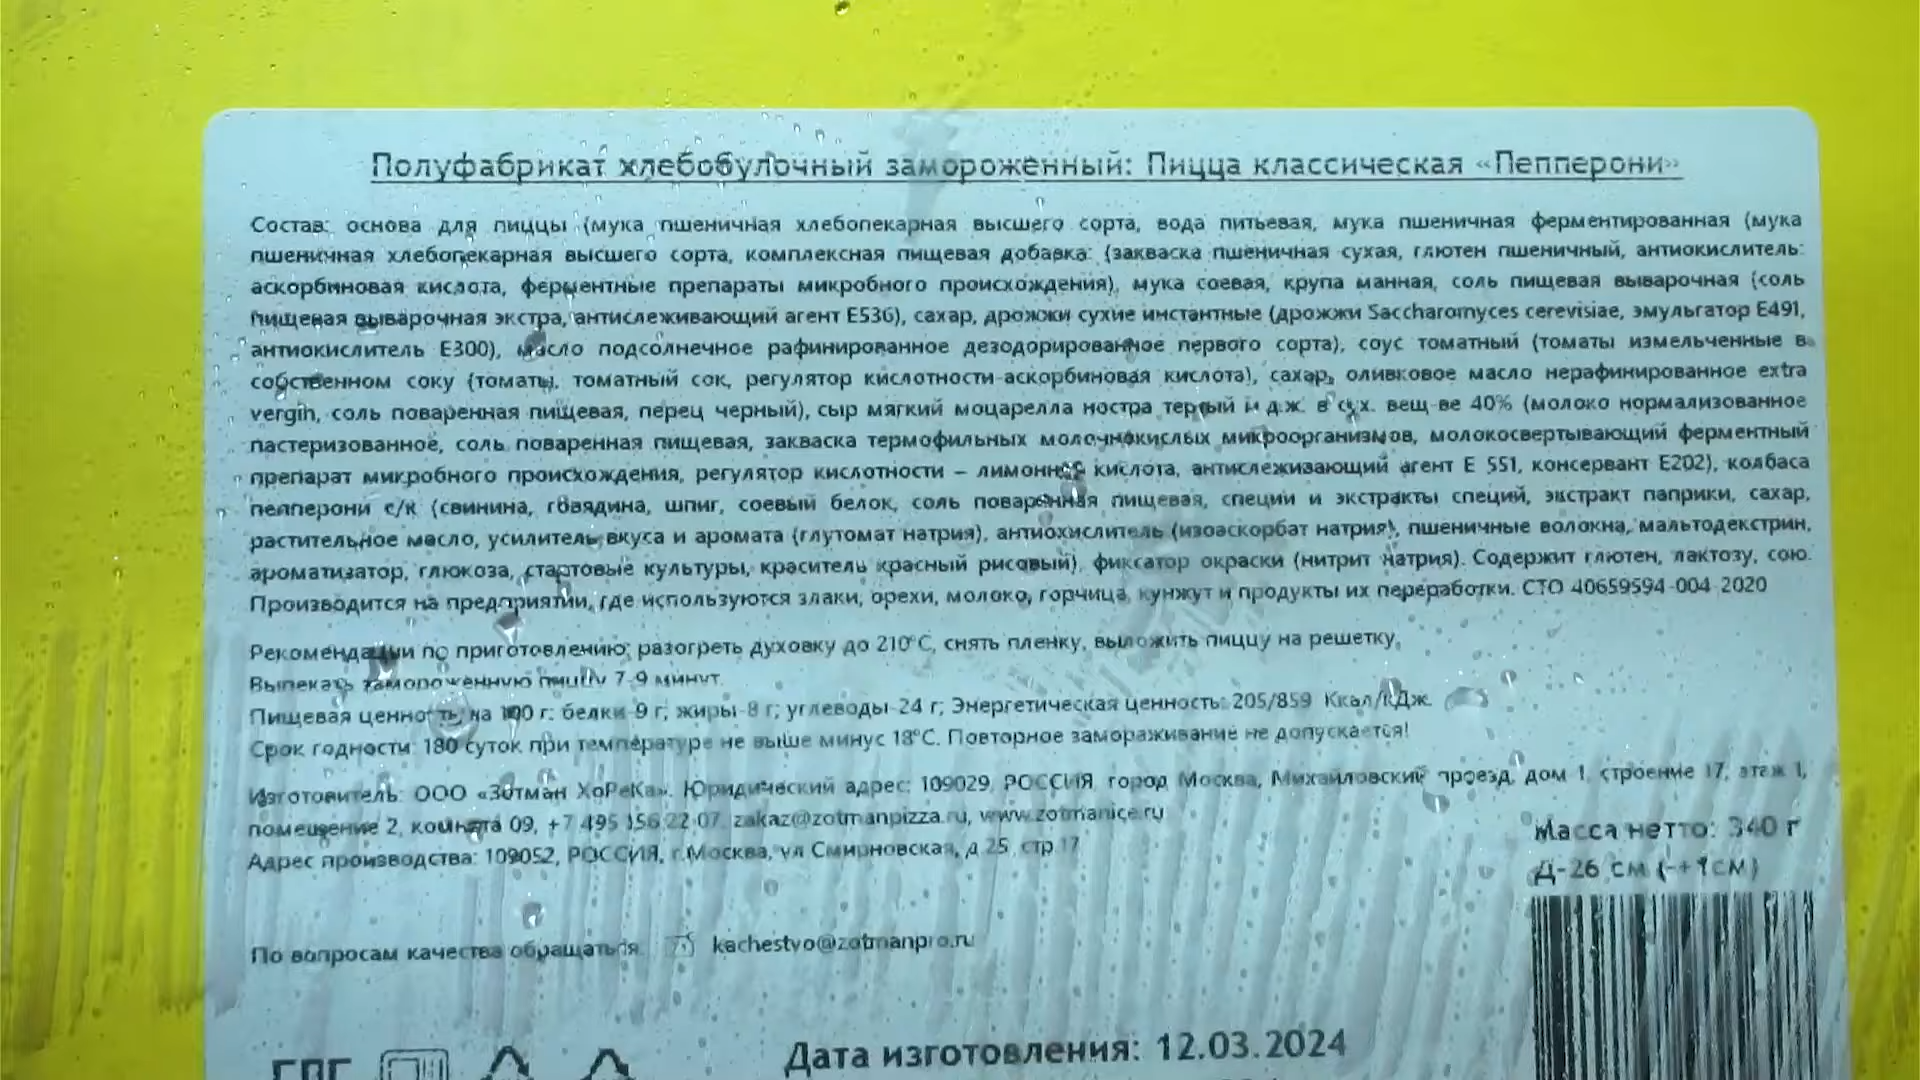 Полуфабрикат хлебобулочный замороженный: Пицца классическая «Пепперони»
Состав: основа для пиццы (мука пшеничная хлебопекарная высшего сорта, вода питьевая, мука пшеничная ферментированная (мука
пшеничная хлебопекарная высшего сорта, комплексная пищевая добавка: (закваска пшеничная сухая, глютен пшеничный, антиокислитель:
аскорбиновая кислота, ферментные препараты микробного происхождения), мука соевая, крупа манная, соль пищевая выварочная (соль
пищевая выварочная экстра, антислеживающий агент Е536), сахар, дрожжи сухие инстантные (дрожжи Saccharomyces cerevisiae, эмульгатор Е491,
антиокислитель Е300), масло подсолнечное рафинированное дезодорированное первого сорта), соус томатный (томаты измельченные в
собственном соку (томаты, томатный сок, регулятор кислотности-аскорбиновая кислота), сахар, оливковое масло нерафинированное extra
vergin, соль поваренная пищевая, перец черный), сыр мягкий моцарелла ностра тертый м.д.ж. в сух. вещ-ве 40% (молоко нормализованное
пастеризованное, соль поваренная пищевая, закваска термофильных молочнокислых микроорганизмов, молокосвертывающий ферментный
препарат микробного происхождения, регулятор кислотности – лимонная кислота, антислеживающий агент Е 551, консервант Е202), колбаса
пепперони с/к (свинина, говядина, шпиг, соевый белок, соль поваренная пищевая, специи и экстракты специй, экстракт паприки, сахар,
растительное масло, усилитель вкуса и аромата (глутомат натрия), антиокислитель (изоаскорбат натрия), пшеничные волокна, мальтодекстрин,
ароматизатор, глюкоза, стартовые культуры, краситель красный рисовый), фиксатор окраски (нитрит натрия). Содержит глютен, лактозу, сою.
Производится на предприятии, где используются злаки, орехи, молоко, горчица, кунжут и продукты их переработки. СТО 40659594-004-2020
Рекомендации по приготовлению: разогреть духовку до 210°С, снять пленку, выложить пиццу на решетку.
Выпекать замороженную пиццу 7-9 минут.
Пищевая ценность на 100 г: белки-9 г; жиры-8 г; углеводы-24 г; Энергетическая ценность: 205/859 Ккал/кДж.
Срок годности: 180 суток при температуре не выше минус 18°С. Повторное замораживание не допускается!
Изготовитель: ООО «Зотман ХоРеКа». Юридический адрес: 109029, РОССИЯ, город Москва, Михайловский проезд, дом 1, строение 17, этаж 1,
помещение 2, комната 09, +7 495 156 22 07, zakaz@zotmanpizza.ru, www.zotmanice.ru
Адрес производства: 109052, РОССИЯ, г.Москва, ул Смирновская, д.25, стр.17
Масса нетто: 340 г
Д-26 см (-+1см)
По вопросам качества обращаться: kachestvo@zotmanpro.ru
Дата изготовления: 12.03.2024